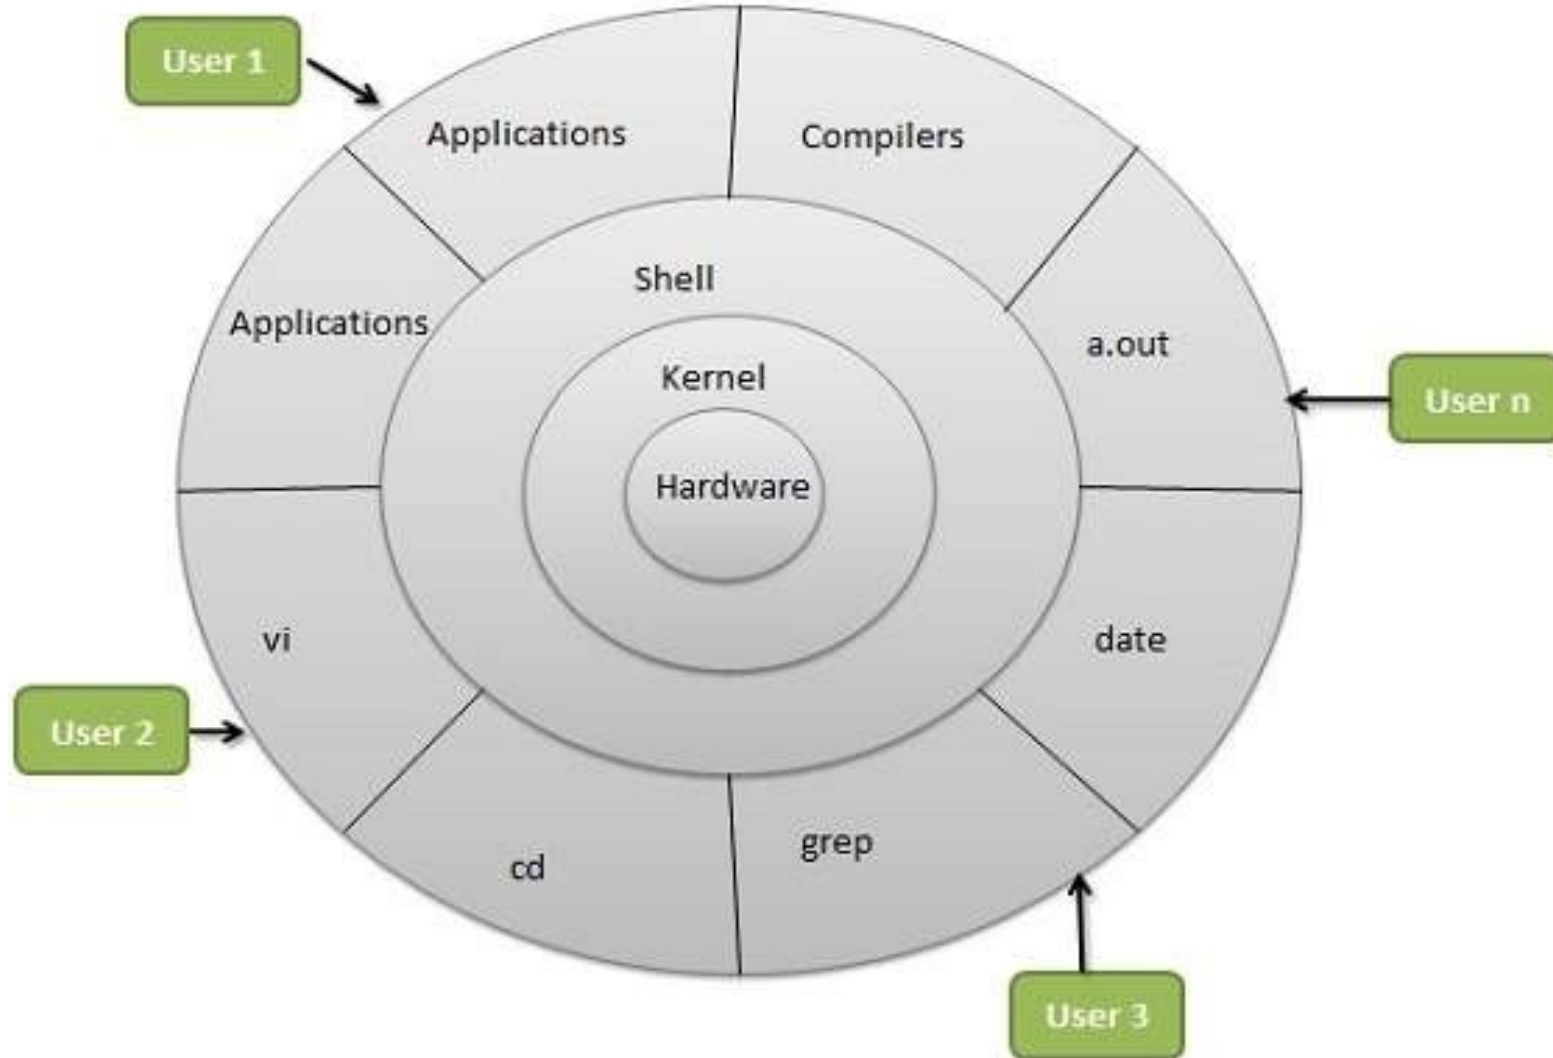 User 1
Applications
Compilers
Shell
Applications
a.out
Kernel
User n
Hardware
vi
date
User 2
grep
cd
User 3